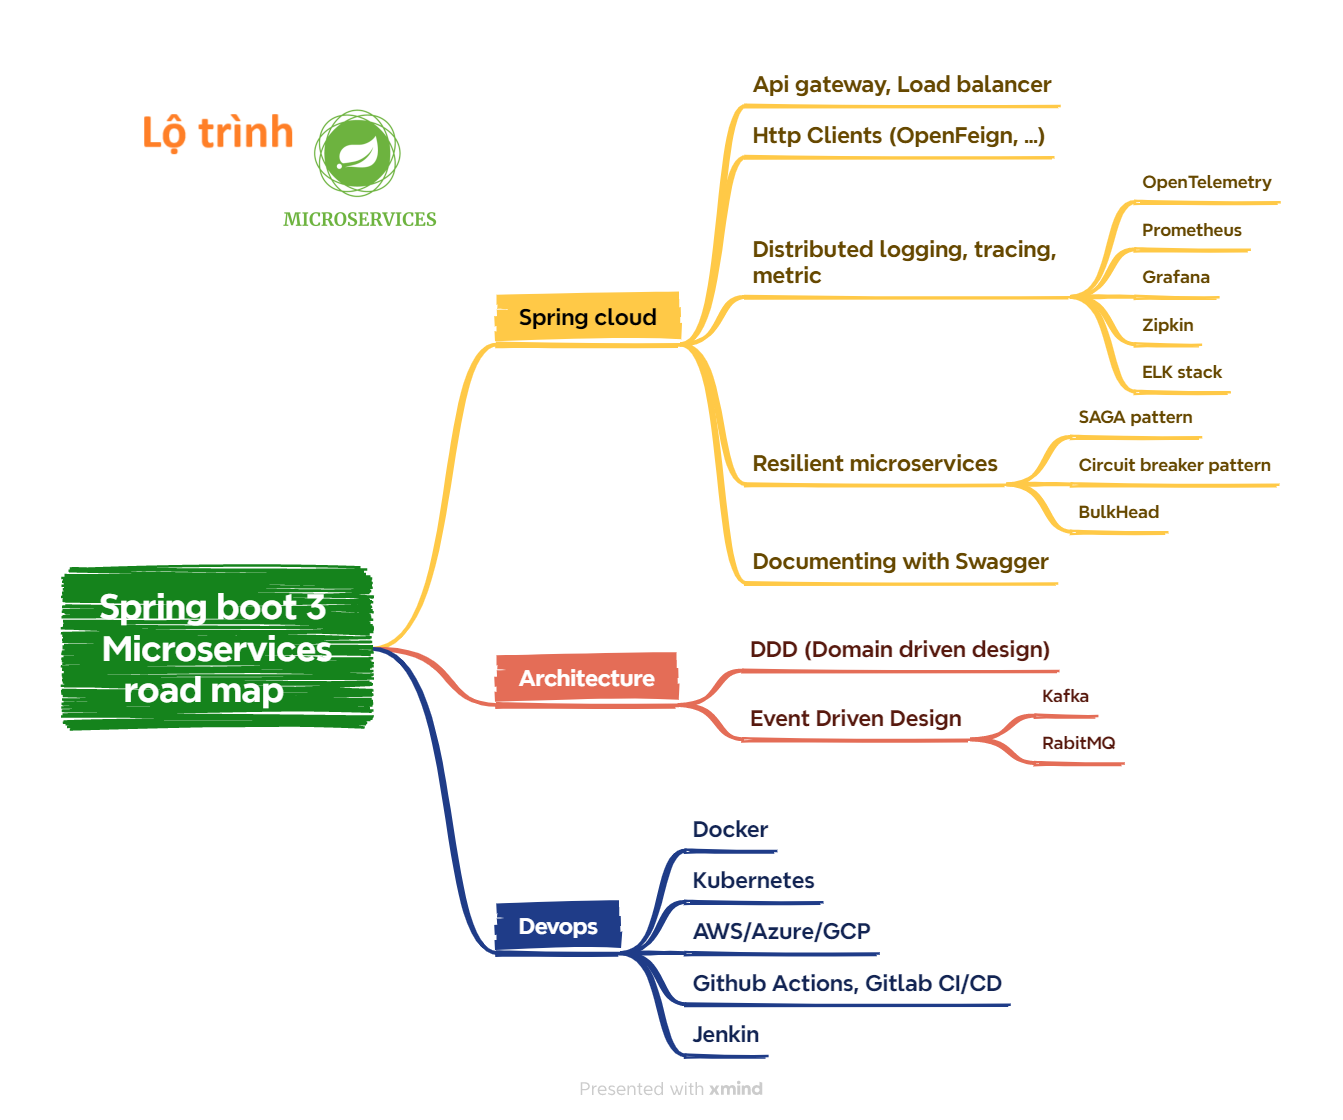 Lộ trình
MICROSERVICES
Spring boot 3
Microservices
road map
Spring cloud
Api gateway, Load balancer
Http Clients (OpenFeign, ...)
Distributed logging, tracing,
metric
OpenTelemetry
Prometheus
Grafana
Zipkin
ELK stack
Resilient microservices
SAGA pattern
Circuit breaker pattern
BulkHead
Documenting with Swagger
Architecture
DDD (Domain driven design)
Event Driven Design
Kafka
RabitMQ
Devops
Docker
Kubernetes
AWS/Azure/GCP
Github Actions, Gitlab CI/CD
Jenkin
Presented with xmind